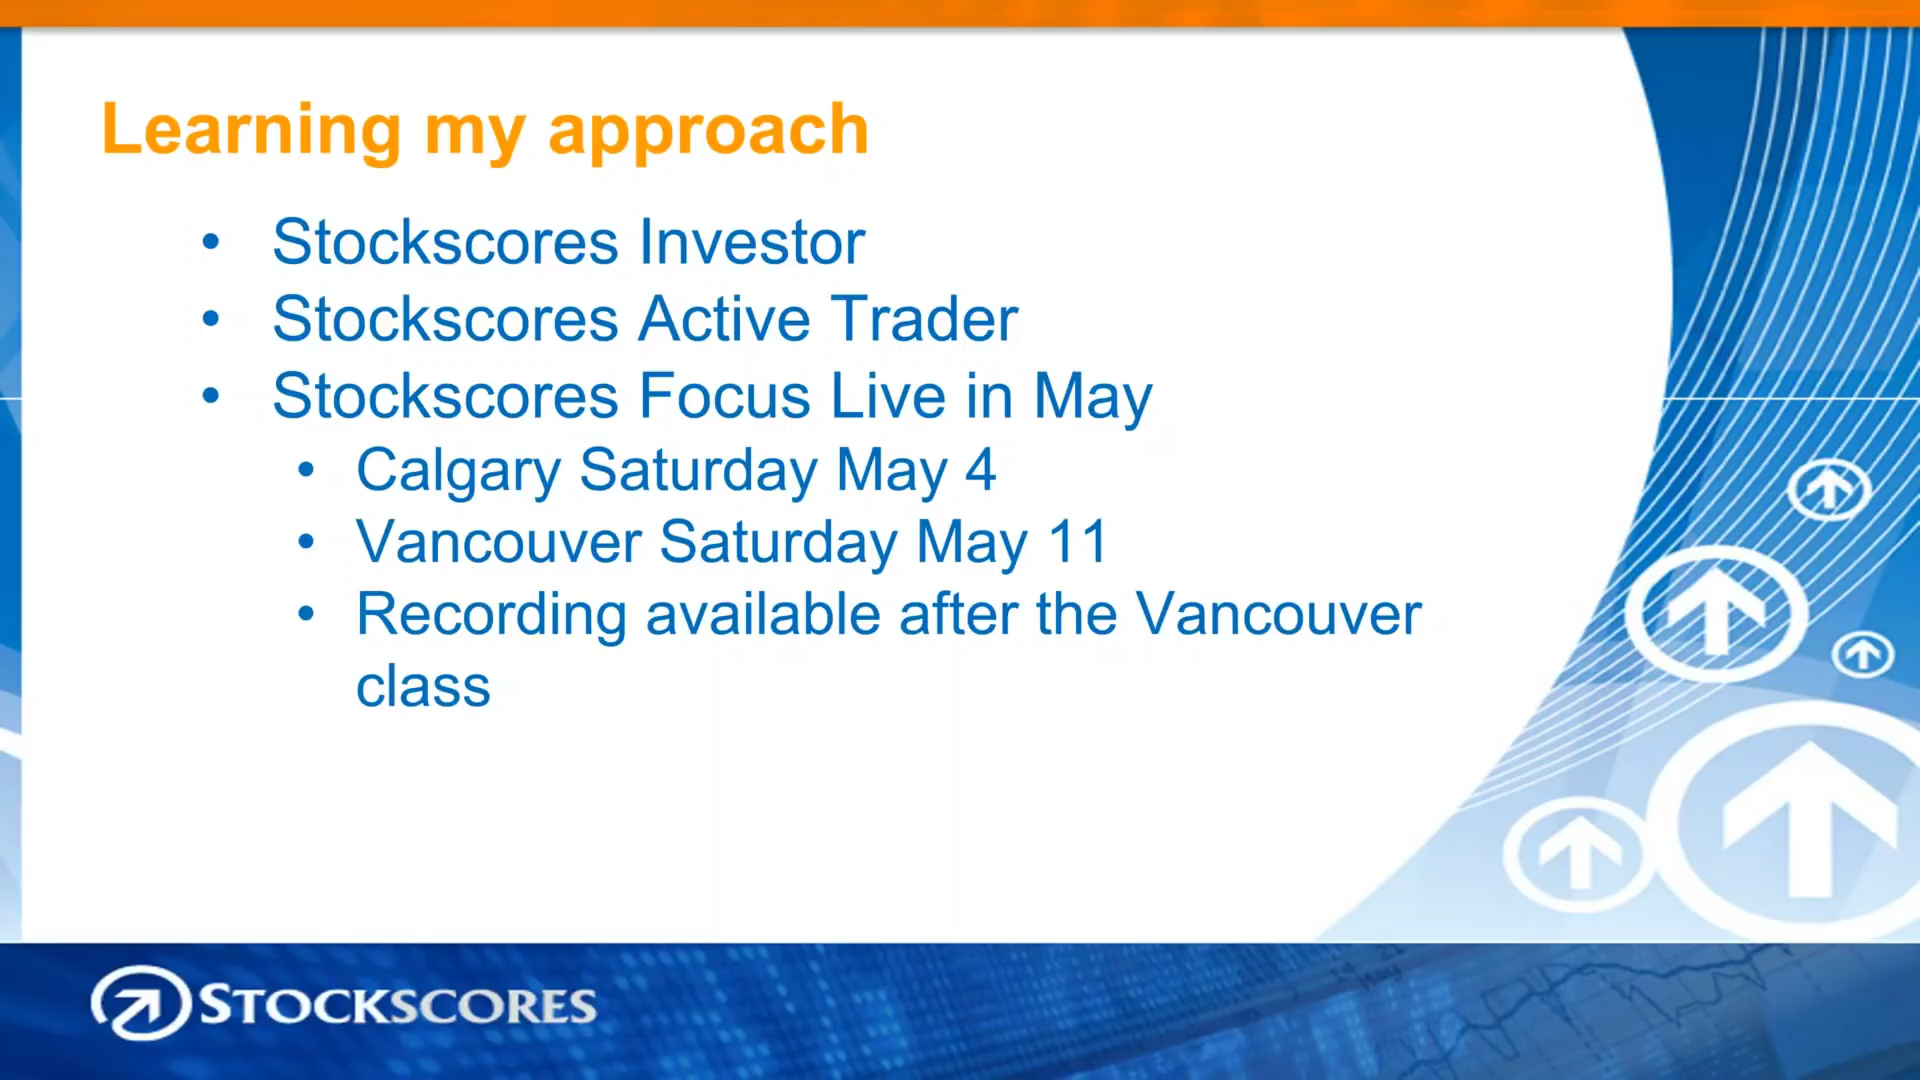 Learning my approach
• Stockscores Investor
• Stockscores Active Trader
• Stockscores Focus Live in May
• Calgary Saturday May 4
• Vancouver Saturday May 11
• Recording available after the Vancouver
class
STOCKSCORES